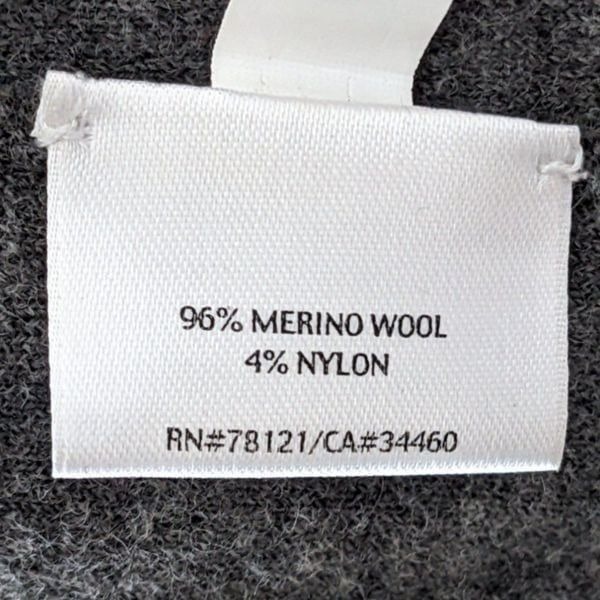 96% MERINO WOOL
4% NYLON
RN#78121/CA#34460